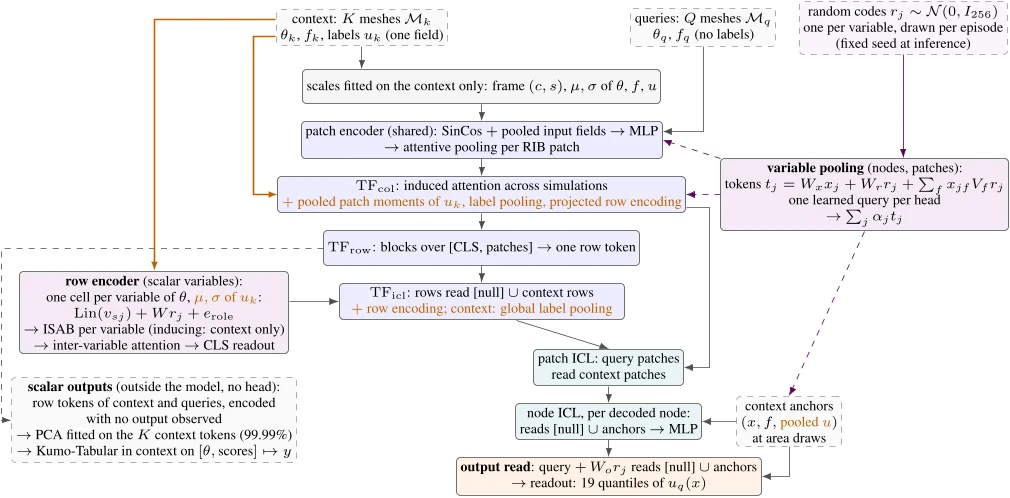 context: K meshes ℳ_k
θ_k, f_k, labels u_k (one field)
queries: Q meshes ℳ_q
θ_q, f_q (no labels)
random codes r_j ∼ 𝒩(0, I_256)
one per variable, drawn per episode
(fixed seed at inference)
scales fitted on the context only: frame (c, s), μ, σ of θ, f, u
patch encoder (shared): SinCos + pooled input fields → MLP
→ attentive pooling per RIB patch
variable pooling (nodes, patches):
tokens t_j = W_x x_j + W_r r_j + ∑_f x_{jf} V_f r_j
one learned query per head
→ ∑_j α_j t_j
TF_col: induced attention across simulations
+ pooled patch moments of u_k, label pooling, projected row encoding
TF_row: blocks over [CLS, patches] → one row token
row encoder (scalar variables):
one cell per variable of θ, μ, σ of u_k:
Lin(v_{sj}) + W r_j + e_role
→ ISAB per variable (inducing: context only)
→ inter-variable attention → CLS readout
TF_icl: rows read [null] ∪ context rows
+ row encoding; context: global label pooling
patch ICL: query patches
read context patches
scalar outputs (outside the model, no head):
row tokens of context and queries, encoded
with no output observed
→ PCA fitted on the K context tokens (99.99%)
→ Kumo-Tabular in context on [θ, scores] ↦ y
node ICL, per decoded node:
reads [null] ∪ anchors → MLP
context anchors
(x, f, pooled u)
at area draws
output read: query + W_o r_j reads [null] ∪ anchors
→ readout: 19 quantiles of u_q(x)